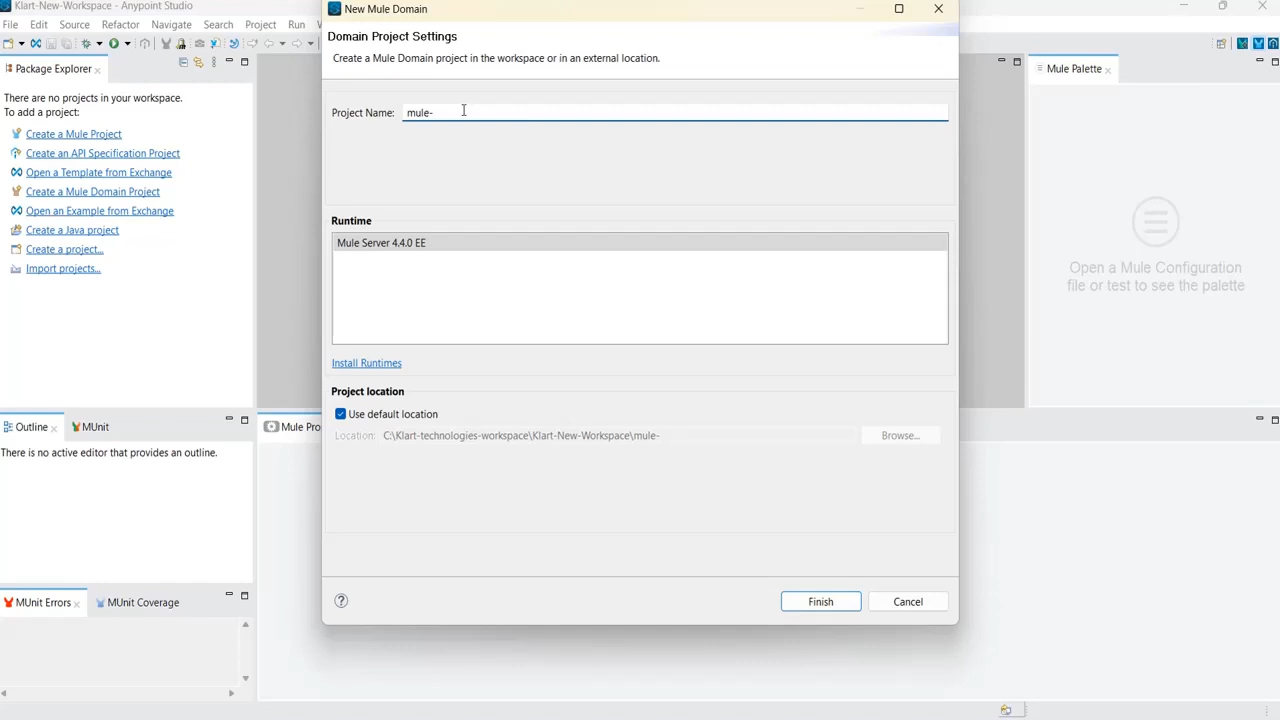 Klart-New-Workspace - Anypoint Studio
File Edit Source Refactor Navigate Search Project Run
Package Explorer
There are no projects in your workspace.
To add a project:
Create a Mule Project
Create an API Specification Project
Open a Template from Exchange
Create a Mule Domain Project
Open an Example from Exchange
Create a Java project
Create a project...
Import projects...
Outline
MUnit
There is no active editor that provides an outline.
MUnit Errors
MUnit Coverage
New Mule Domain
Domain Project Settings
Create a Mule Domain project in the workspace or in an external location.
Project Name: mule-
Runtime
Mule Server 4.4.0 EE
Install Runtimes
Project location
Use default location
Location: C:\Klart-technologies-workspace\Klart-New-Workspace\mule-
Browse...
Finish
Cancel
Mule Pro
Mule Palette
Open a Mule Configuration
file or test to see the palette